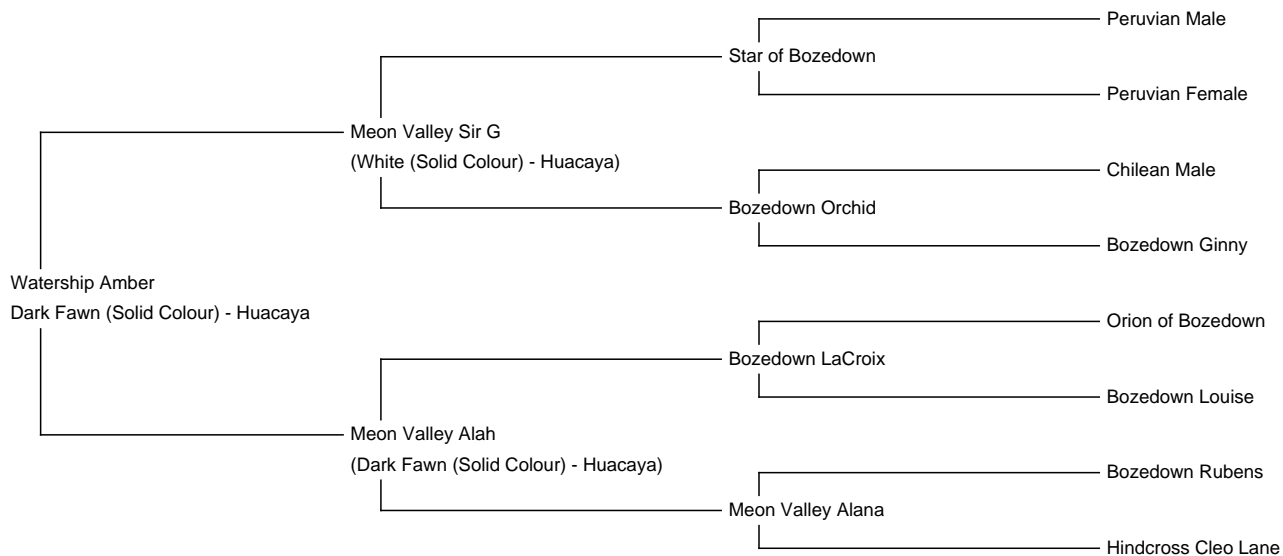 Peruvian Male
Star of Bozedown
Peruvian Female
Meon Valley Sir G
(White (Solid Colour) - Huacaya)
Chilean Male
Bozedown Orchid
Bozedown Ginny
Watership Amber
Dark Fawn (Solid Colour) - Huacaya
Orion of Bozedown
Bozedown LaCroix
Bozedown Louise
Meon Valley Alah
(Dark Fawn (Solid Colour) - Huacaya)
Bozedown Rubens
Meon Valley Alana
Hindcross Cleo Lane